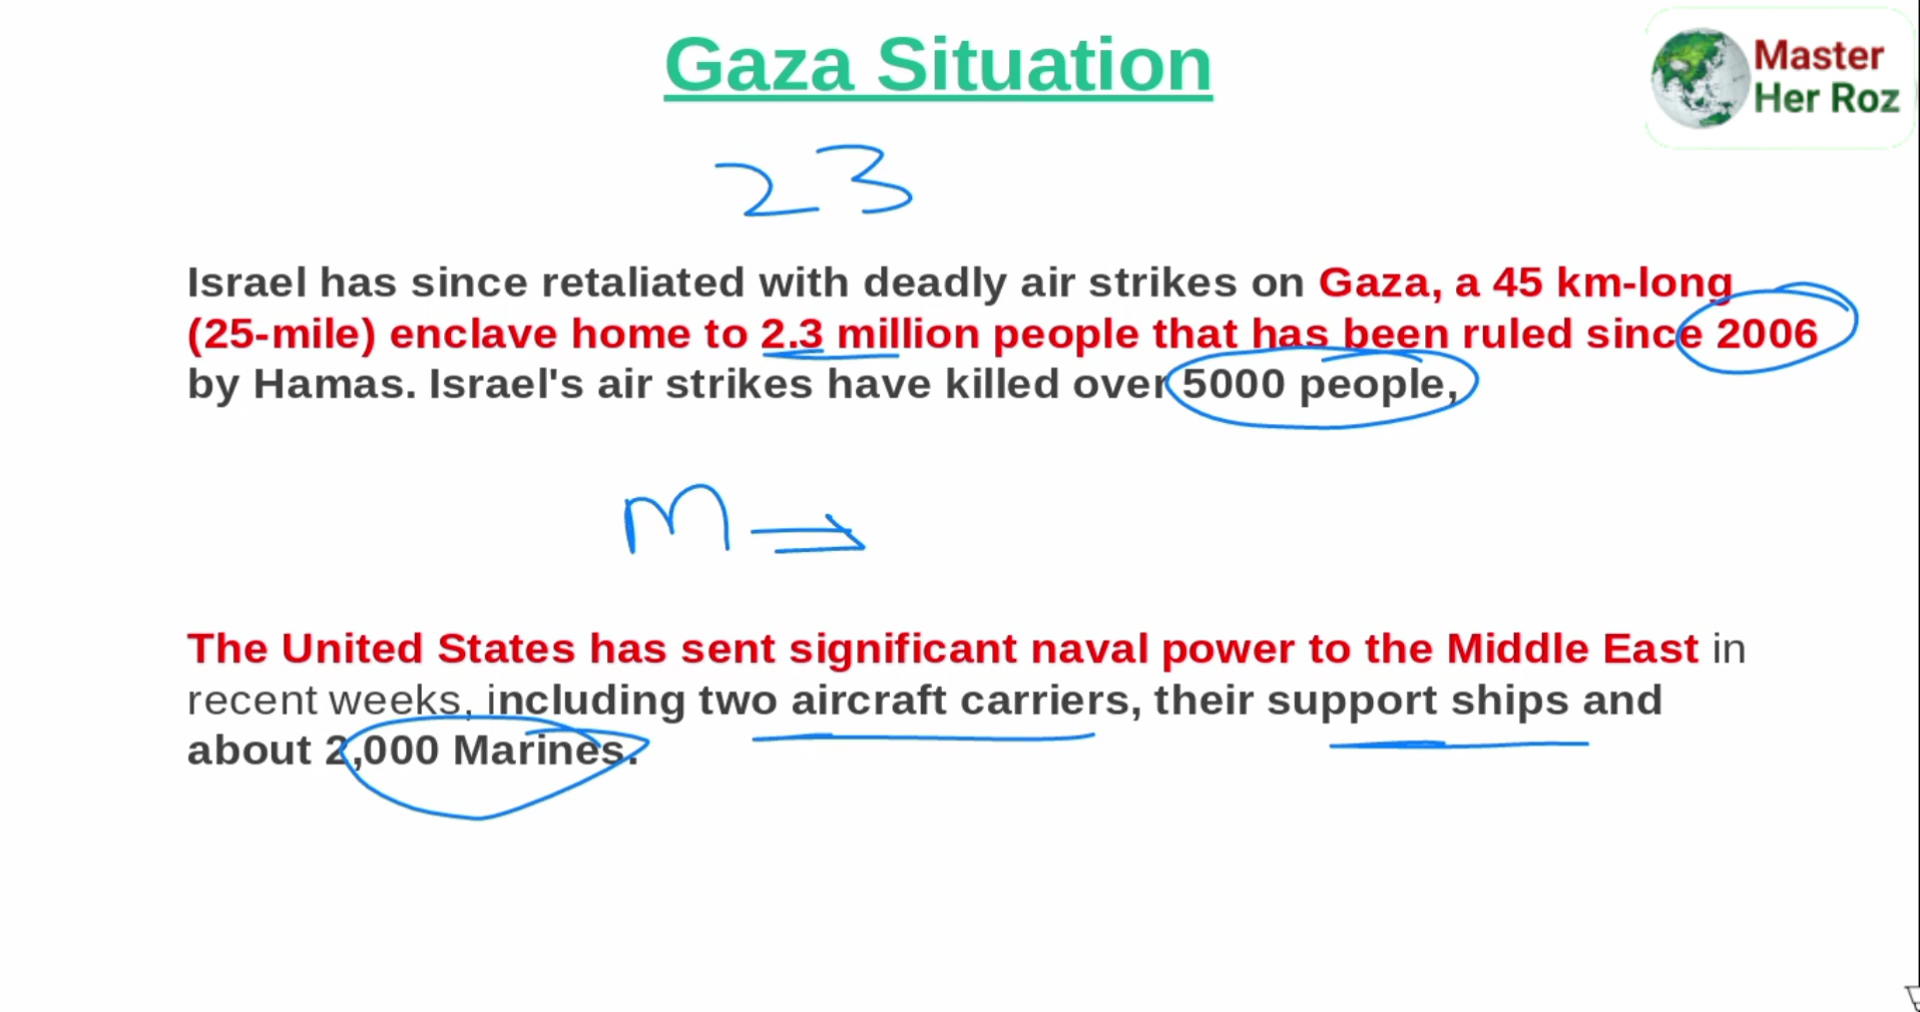 Gaza Situation
Master
Her Roz
23
Israel has since retaliated with deadly air strikes on Gaza, a 45 km-long
(25-mile) enclave home to 2.3 million people that has been ruled since 2006
by Hamas. Israel's air strikes have killed over 5000 people,
m
The United States has sent significant naval power to the Middle East in
recent weeks, including two aircraft carriers, their support ships and
about 2,000 Marines.